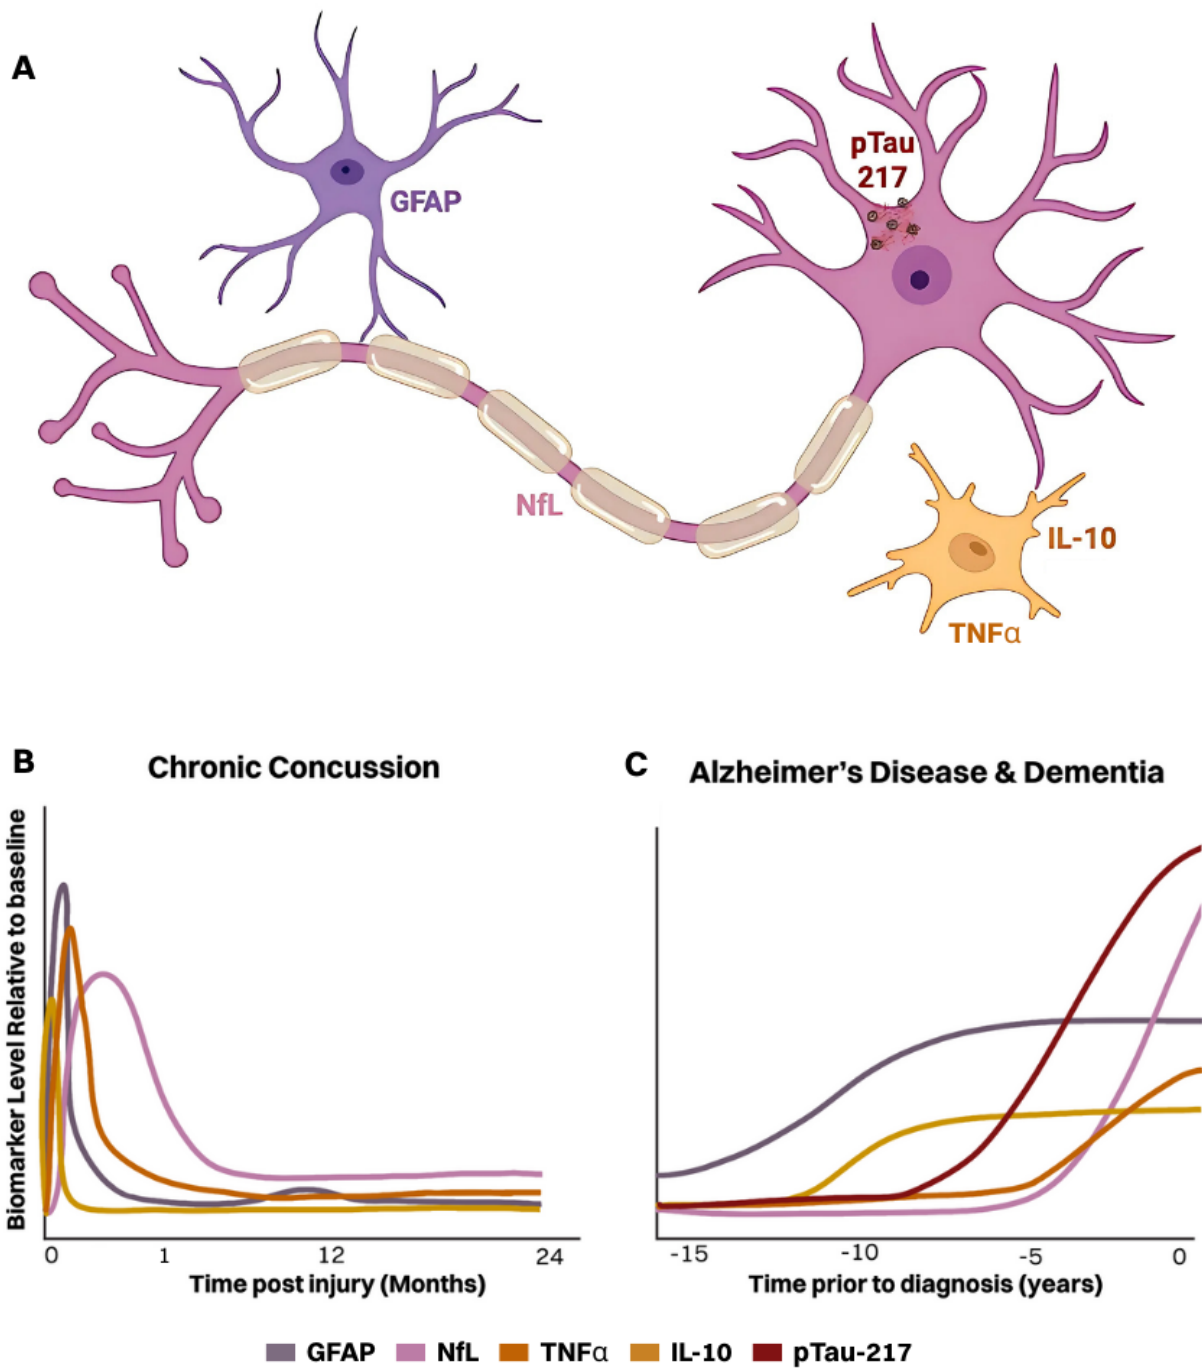 A
pTau
217
GFAP
NfL
IL-10
TNFα
B
Chronic Concussion
C
Alzheimer's Disease & Dementia
Biomarker Level Relative to baseline
0 1 12 24
Time post injury (Months)
-15 -10 -5 0
Time prior to diagnosis (years)
GFAP NfL TNFα IL-10 pTau-217